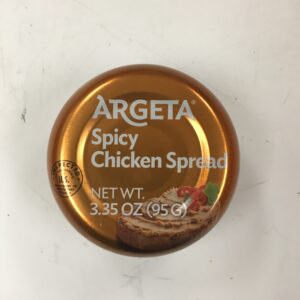 ARGETA®
Spicy
Chicken Spread
NET WT.
3.35 OZ (95G)